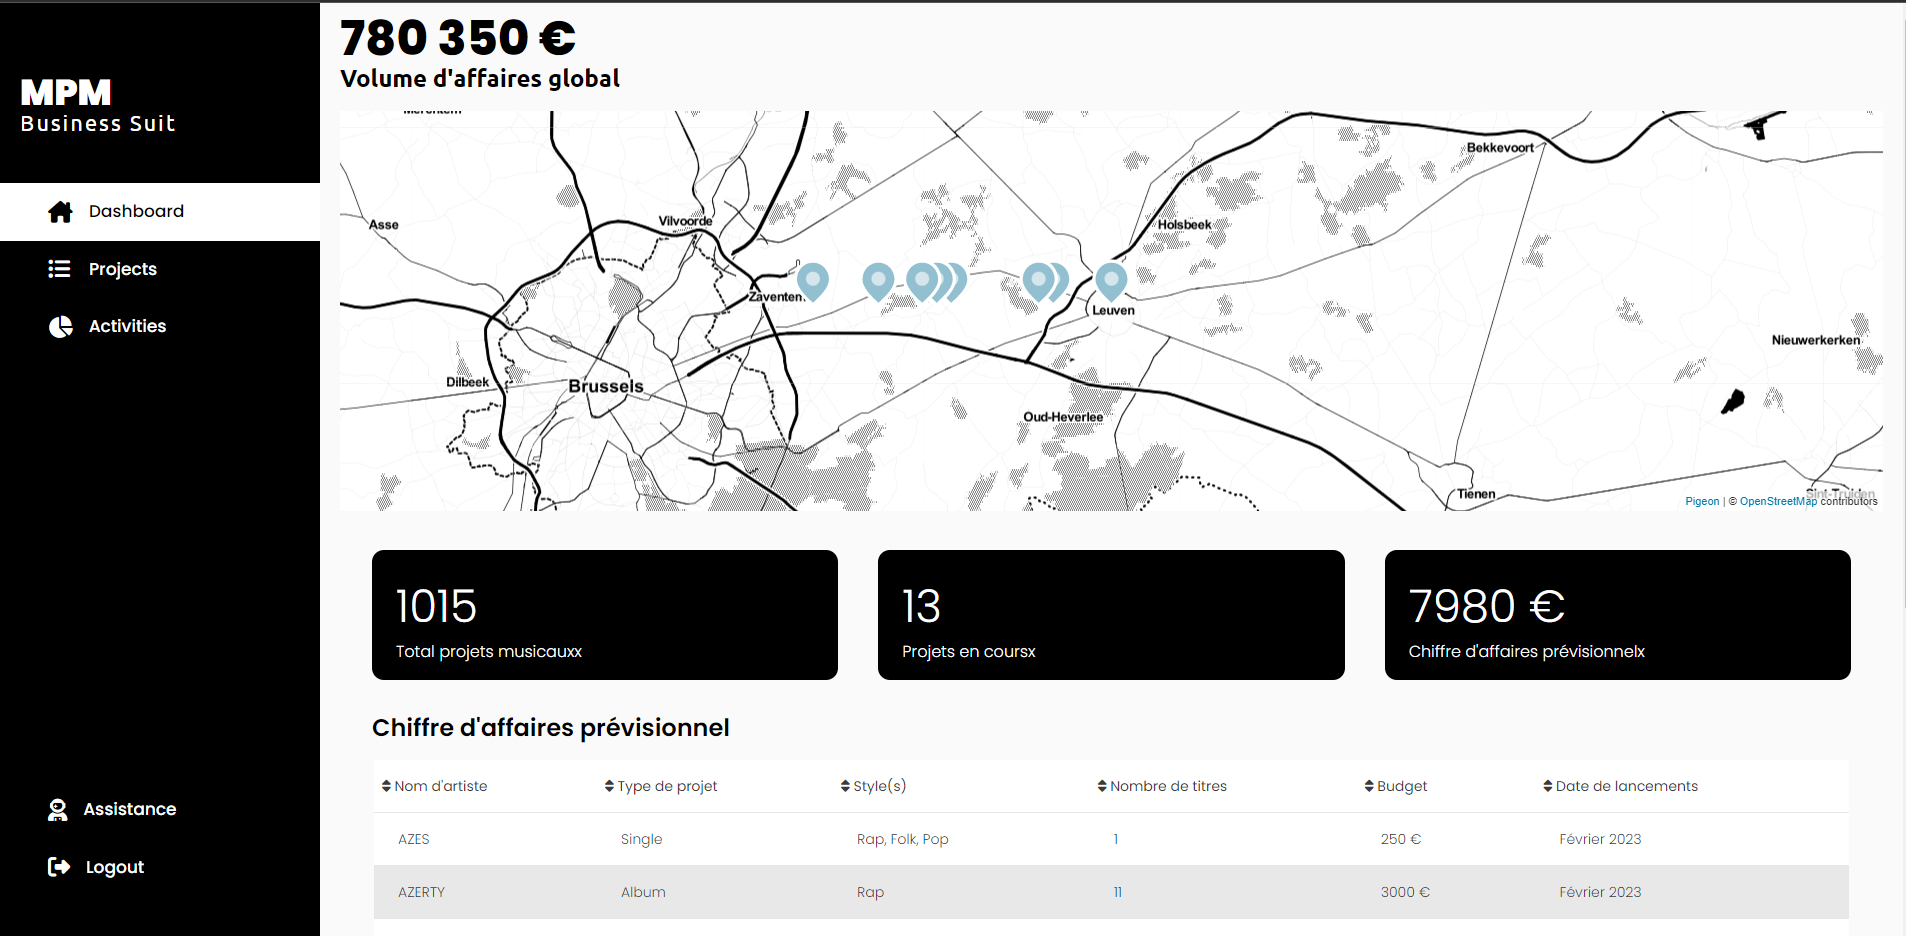 780 350 €
Volume d'affaires global
MPM
Business Suit
Dashboard
Projects
Activities
Assistance
Logout
Asse
Vilvoorde
Zaventem
Holsbeek
Bekkevoort
Leuven
Nieuwerkerken
Dilbeek
Brussels
Oud-Heverlee
Tienen
Sint-Truiden
Pigeon | © OpenStreetMap contributors
1015
Total projets musicauxx
13
Projets en coursx
7980 €
Chiffre d'affaires prévisionnelx
Chiffre d'affaires prévisionnel
Nom d'artiste Type de projet Style(s) Nombre de titres Budget Date de lancements
AZES Single Rap, Folk, Pop 1 250 € Février 2023
AZERTY Album Rap 11 3000 € Février 2023